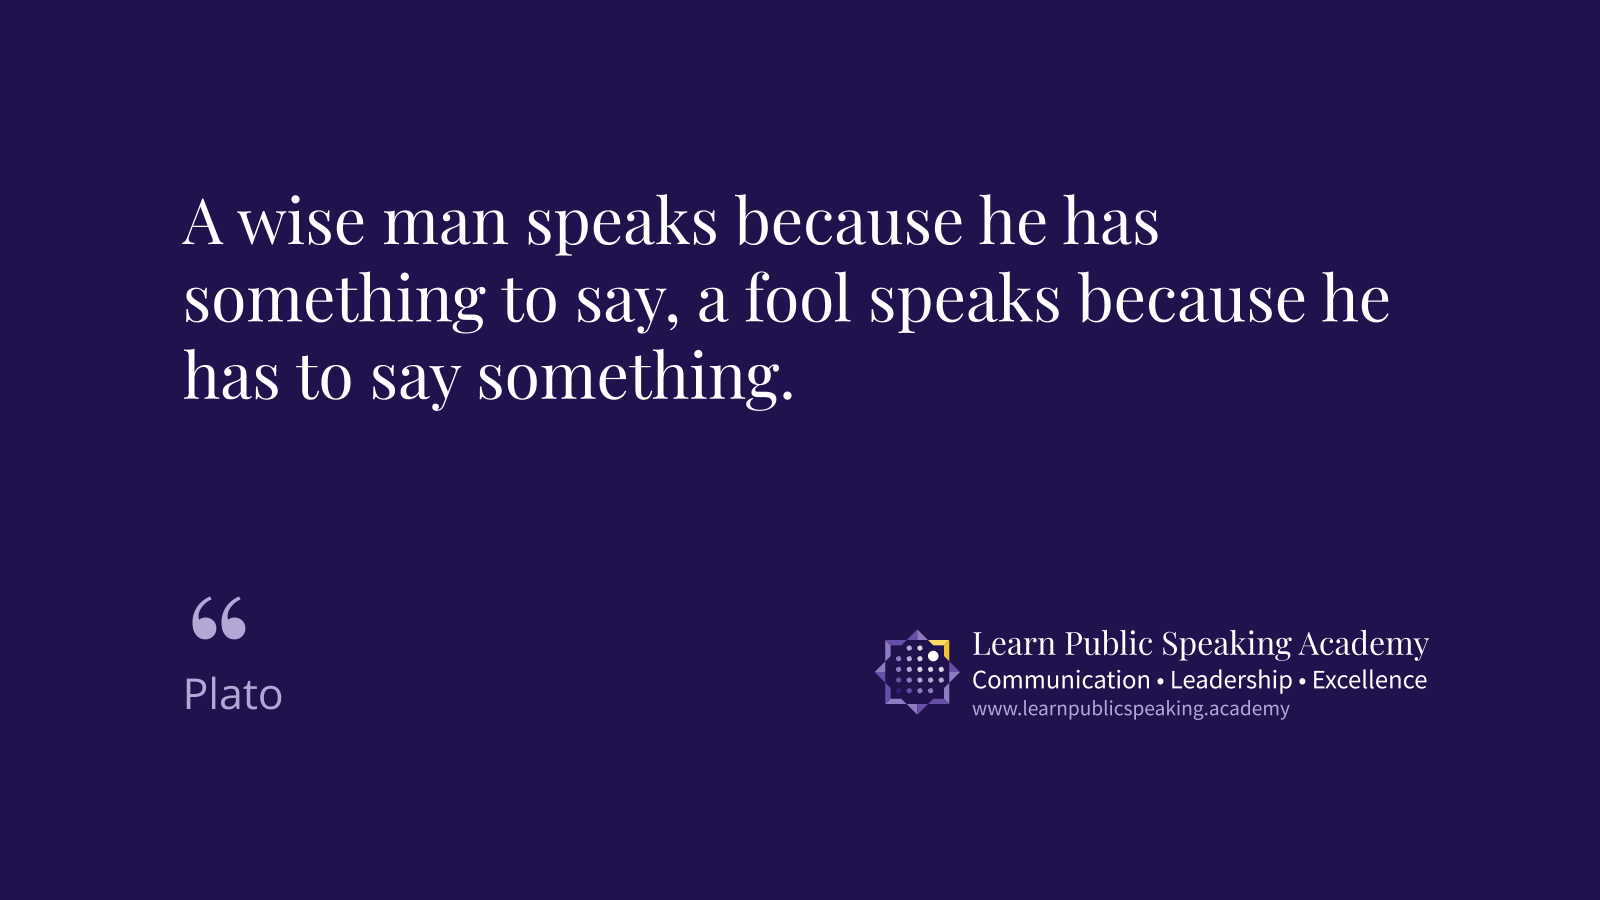 A wise man speaks because he has
something to say, a fool speaks because he
has to say something.
“
Plato
Learn Public Speaking Academy
Communication • Leadership • Excellence
www.learnpublicspeaking.academy